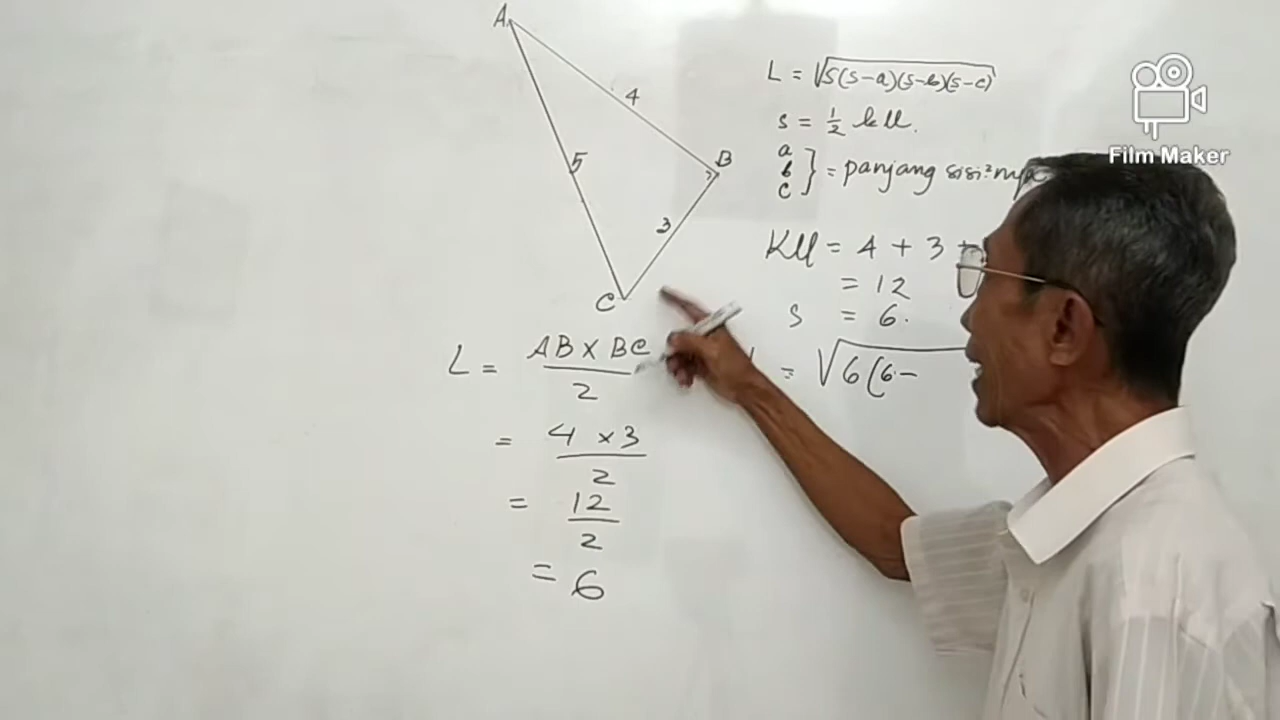 A
4
B
5
3
C
L = AB x BC
2
= 4 x 3
2
= 12
2
= 6
L = √s(s-a)(s-b)(s-c)
s = 1/2 kll.
a
b } = panjang sisi²nya
c
Kll = 4 + 3 +
= 12
s = 6.
= √6(6-
Film Maker